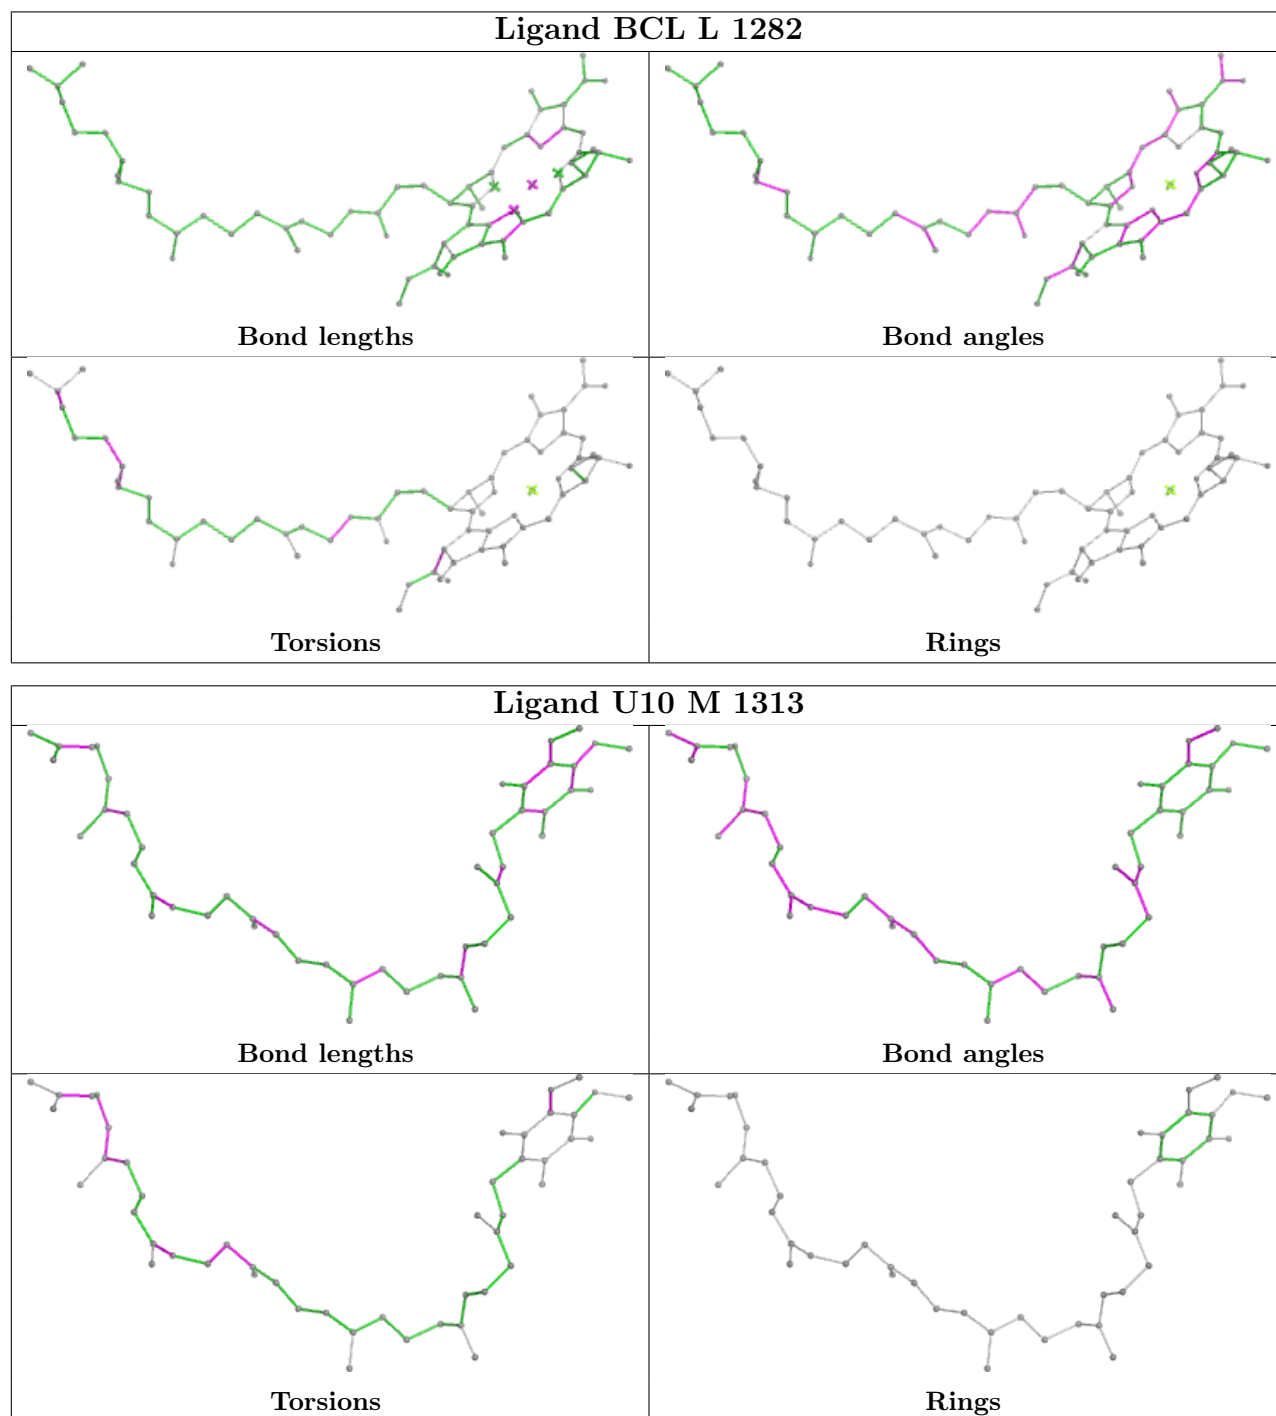 Ligand BCL L 1282
Bond lengths
Bond angles
Torsions
Rings
Ligand U10 M 1313
Bond lengths
Bond angles
Torsions
Rings